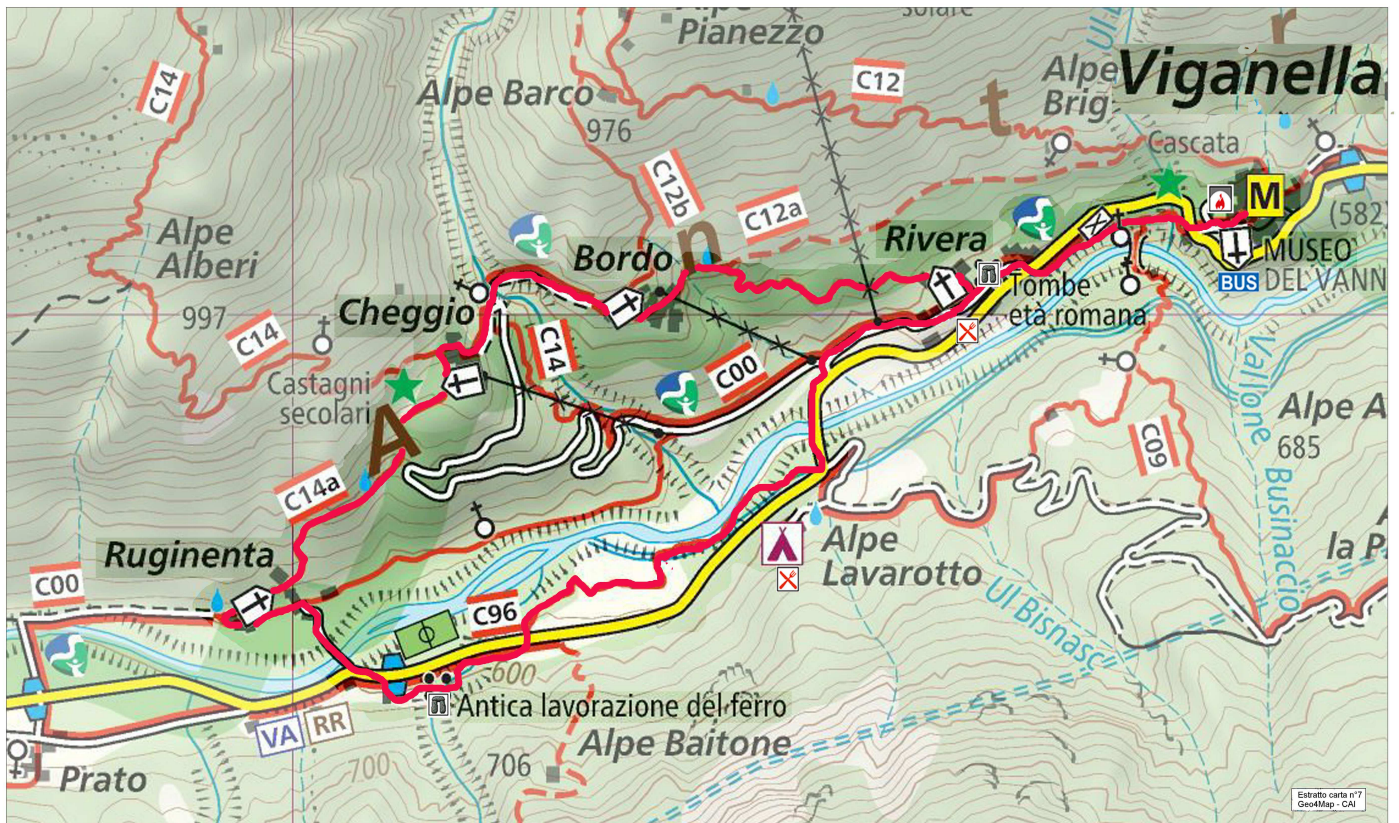 Pianezzo
C14
Alpe Barco
976
C12
Alpe
Brig
Viganella
r
t
Cascata
C12b
C12a
M
(582
n
Bordo
Rivera
MUSEO
DEL VANN
BUS
Tombe
età romana
Alpe
Alberi
997
C14
Cheggio
C14
C00
Castagni
secolari
A
Vallone
Businaccio
Alpe A
685
C09
C14a
Ruginenta
Alpe
Lavarotto
la P
C00
C96
Ul Bisnasc
600
Antica lavorazione del ferro
VA
RR
Alpe Baitone
Prato
700
706
Estratto carta n°7
Geo4Map - CAI